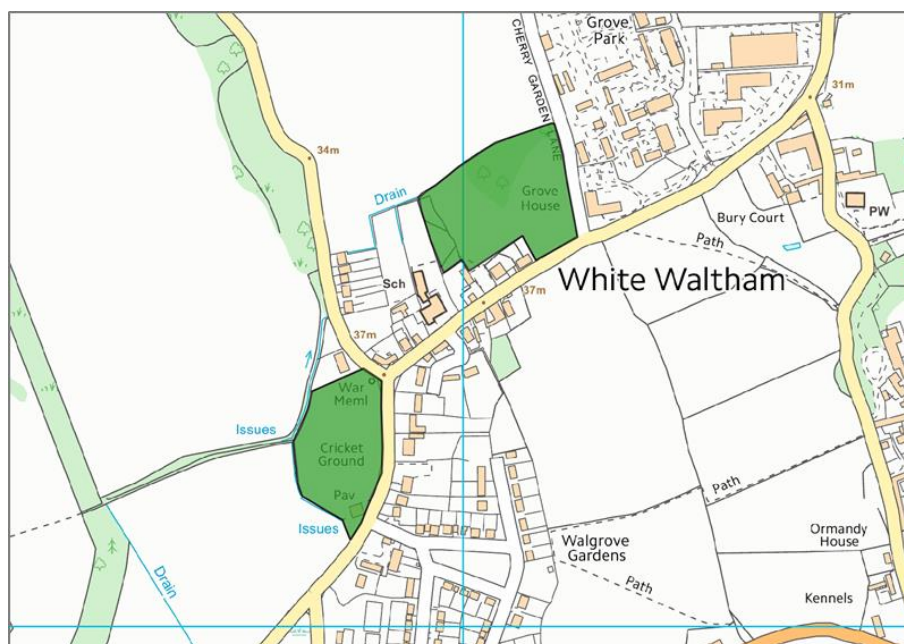 Grove
Park
CHERRY GARDEN LANE
31m
34m
Drain
Grove
House
Bury Court
PW
Path
Sch
White Waltham
37m
37m
War
Meml
Issues
Cricket
Ground
Pav
Issues
Path
Walgrove
Gardens
Ormandy
House
Drain
Path
Kennels